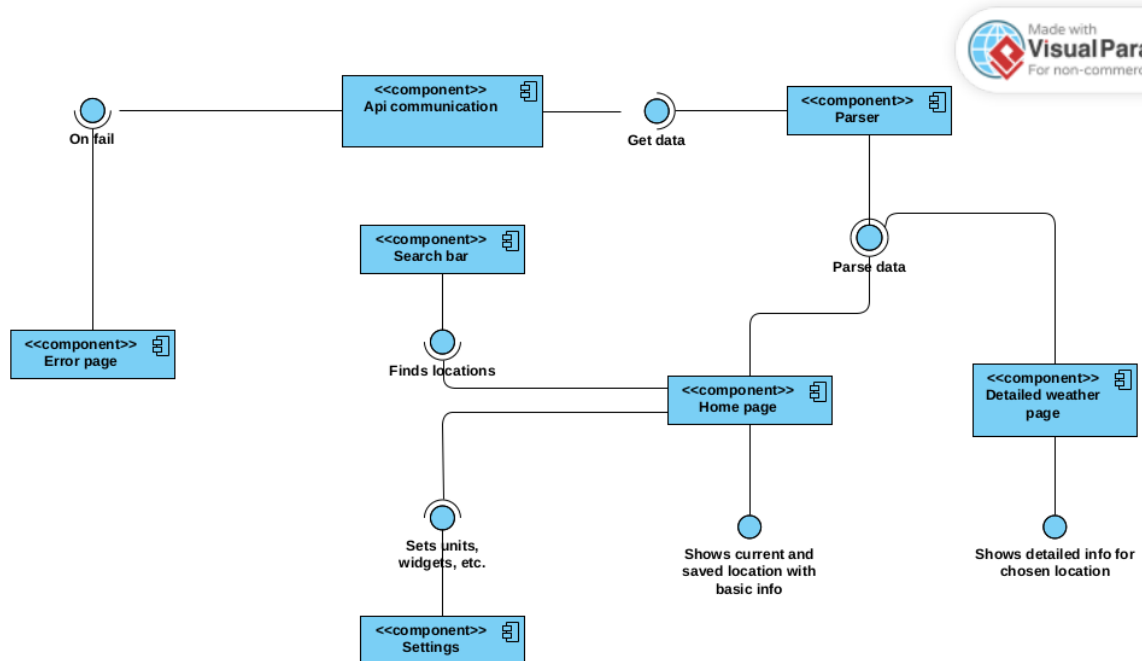 Made with
Visual Para
For non-commerc
<<component>>
Api communication
<<component>>
Parser
On fail
Get data
<<component>>
Search bar
Parse data
<<component>>
Error page
Finds locations
<<component>>
Home page
<<component>>
Detailed weather
page
Sets units,
widgets, etc.
Shows current and
saved location with
basic info
Shows detailed info for
chosen location
<<component>>
Settings